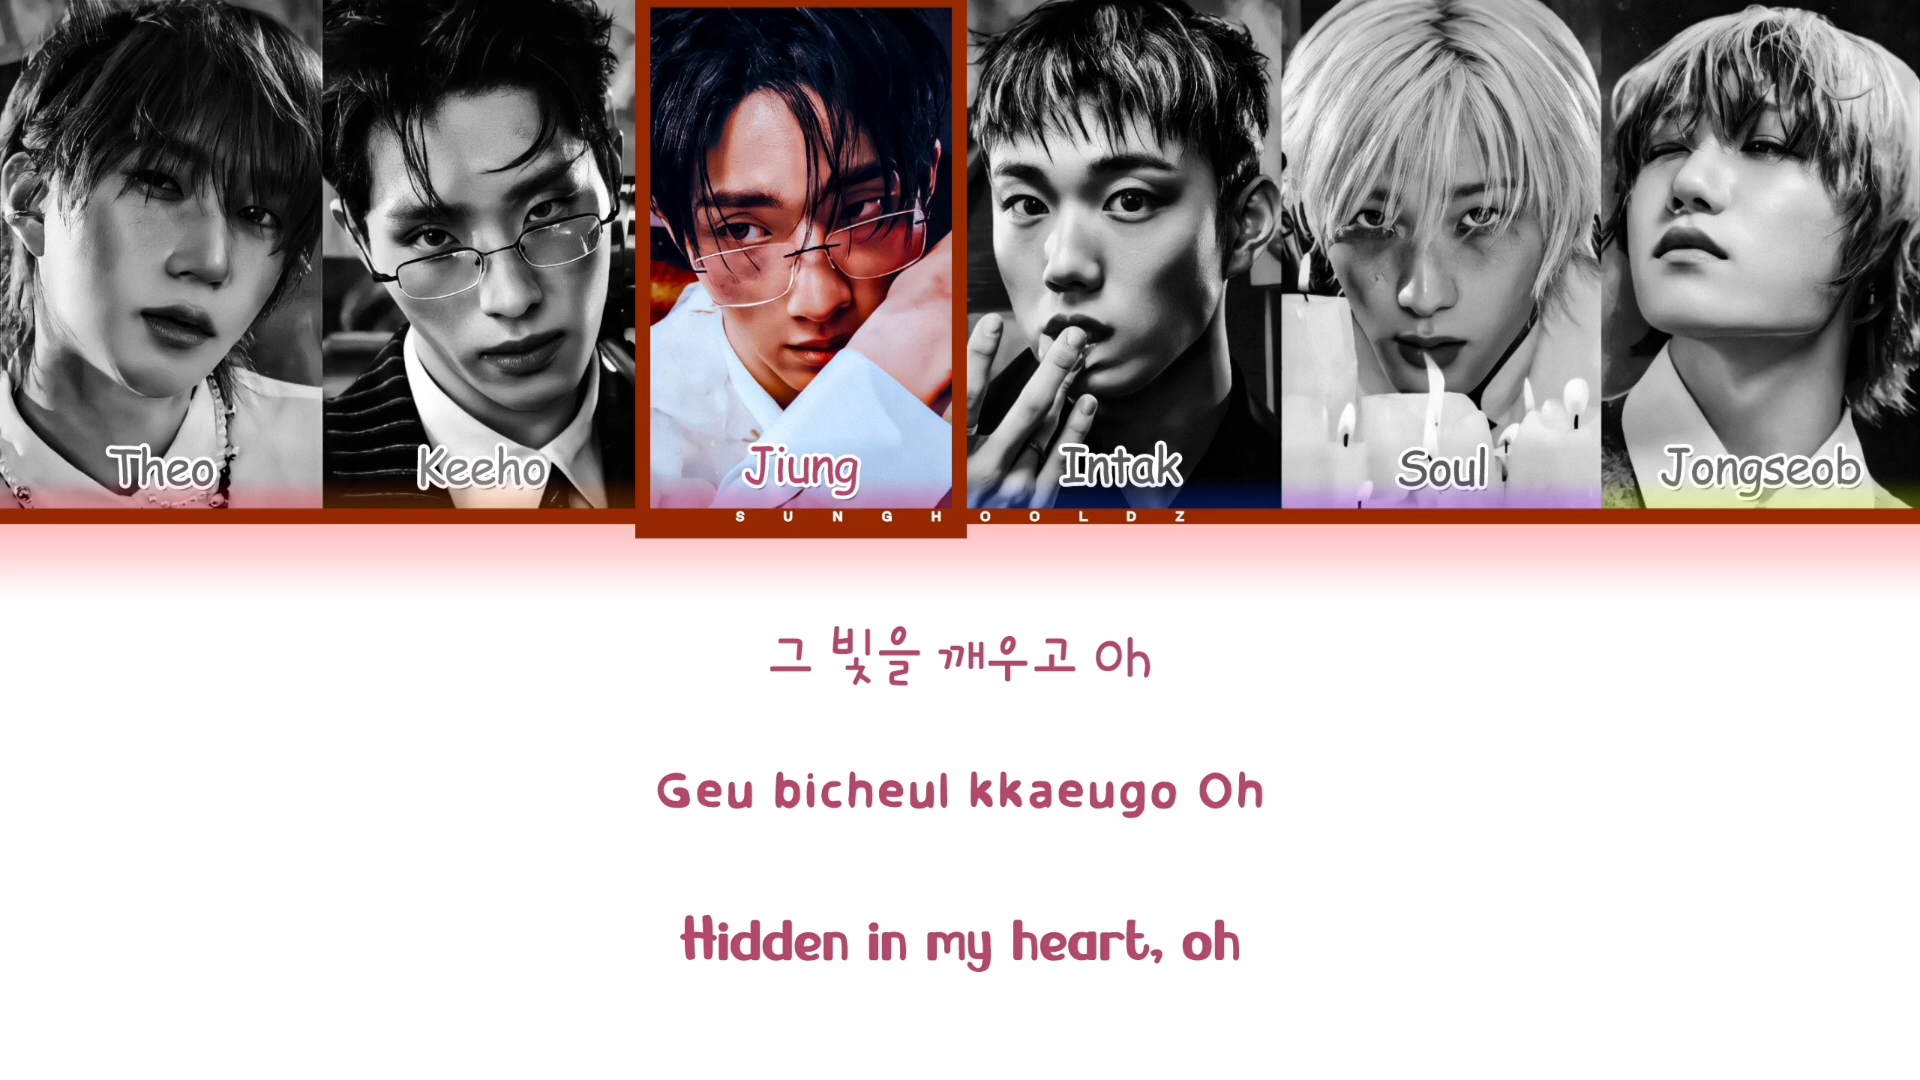 Theo
Keeho
Jiung
Intak
Soul
Jongseob
SUNGHOOLDZ
그 빛을 깨우고 Oh
Geu bicheul kkaeugo Oh
Hidden in my heart, oh